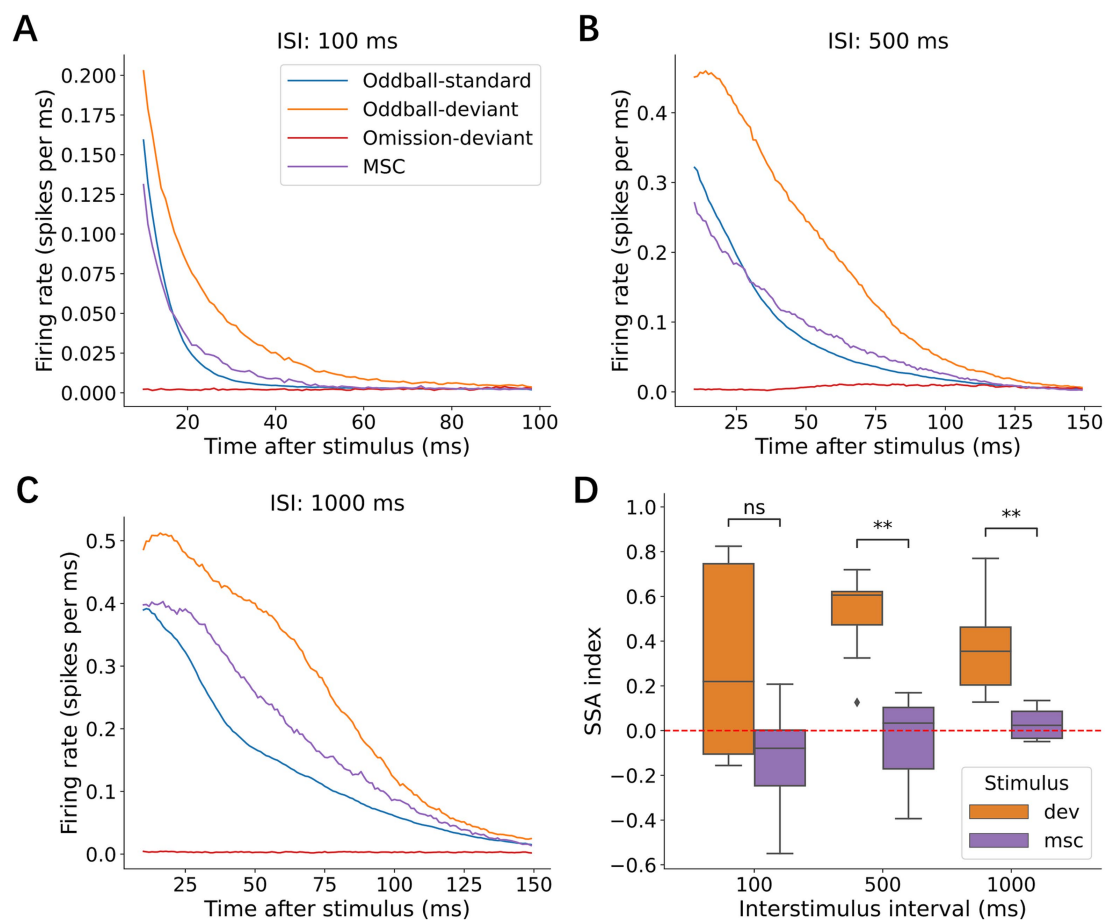 A
ISI: 100 ms
Firing rate (spikes per ms)
0.200
0.175
0.150
0.125
0.100
0.075
0.050
0.025
0.000
Oddball-standard
Oddball-deviant
Omission-deviant
MSC
20
40
60
80
100
Time after stimulus (ms)
B
ISI: 500 ms
Firing rate (spikes per ms)
0.4
0.3
0.2
0.1
0.0
25
50
75
100
125
150
Time after stimulus (ms)
C
ISI: 1000 ms
Firing rate (spikes per ms)
0.5
0.4
0.3
0.2
0.1
0.0
25
50
75
100
125
150
Time after stimulus (ms)
D
SSA index
1.0
0.8
0.6
0.4
0.2
0.0
−0.2
−0.4
−0.6
ns
**
**
Stimulus
dev
msc
100
500
1000
Interstimulus interval (ms)